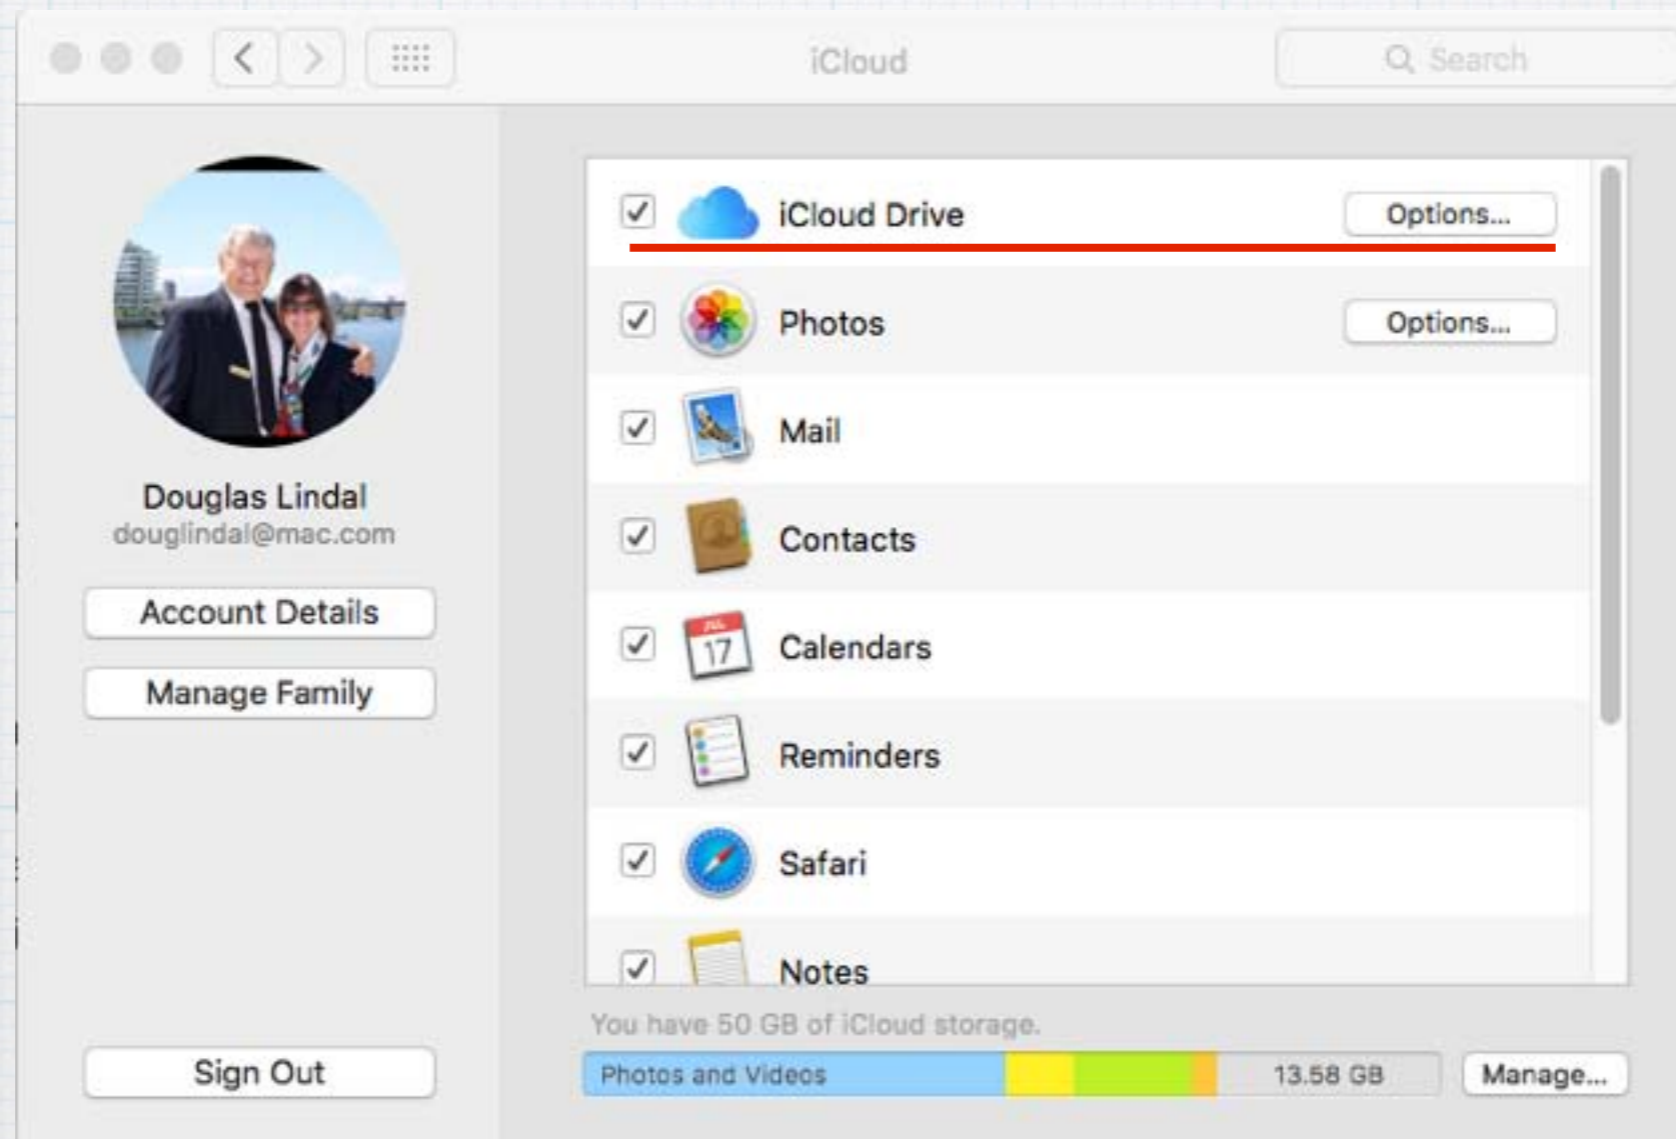 iCloud
Search
iCloud Drive
Options...
Photos
Options...
Mail
Contacts
JUL
17
Calendars
Reminders
Safari
Notes
Douglas Lindal
douglindal@mac.com
Account Details
Manage Family
Sign Out
You have 50 GB of iCloud storage.
Photos and Videos
13.58 GB
Manage...